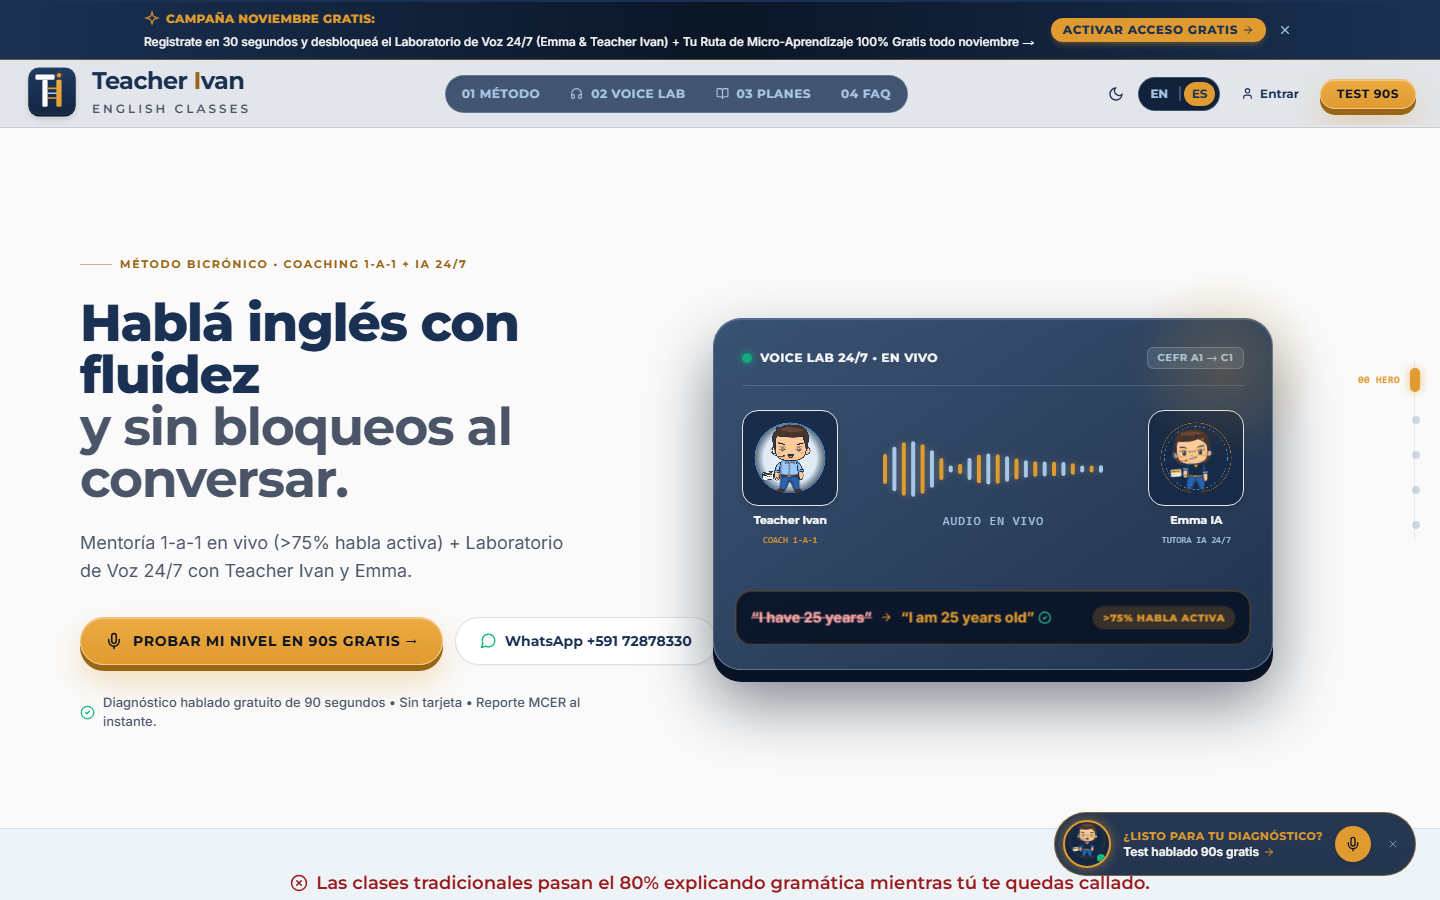 CAMPAÑA NOVIEMBRE GRATIS:
Registrate en 30 segundos y desbloqueá el Laboratorio de Voz 24/7 (Emma & Teacher Ivan) + Tu Ruta de Micro-Aprendizaje 100% Gratis todo noviembre →
ACTIVAR ACCESO GRATIS →
Ti
Teacher Ivan
ENGLISH CLASSES
01 MÉTODO
02 VOICE LAB
03 PLANES
04 FAQ
EN | ES
Entrar
TEST 90S
MÉTODO BICRÓNICO • COACHING 1-A-1 + IA 24/7
Hablá inglés con
fluidez
y sin bloqueos al
conversar.
Mentoría 1-a-1 en vivo (>75% habla activa) + Laboratorio
de Voz 24/7 con Teacher Ivan y Emma.
PROBAR MI NIVEL EN 90S GRATIS →
WhatsApp +591 72878330
Diagnóstico hablado gratuito de 90 segundos • Sin tarjeta • Reporte MCER al
instante.
VOICE LAB 24/7 • EN VIVO
CEFR A1 → C1
Teacher Ivan
COACH 1-A-1
AUDIO EN VIVO
Emma IA
TUTORA IA 24/7
“I have 25 years” → “I am 25 years old”
>75% HABLA ACTIVA
00 HERO
¿LISTO PARA TU DIAGNÓSTICO?
Test hablado 90s gratis →
Las clases tradicionales pasan el 80% explicando gramática mientras tú te quedas callado.